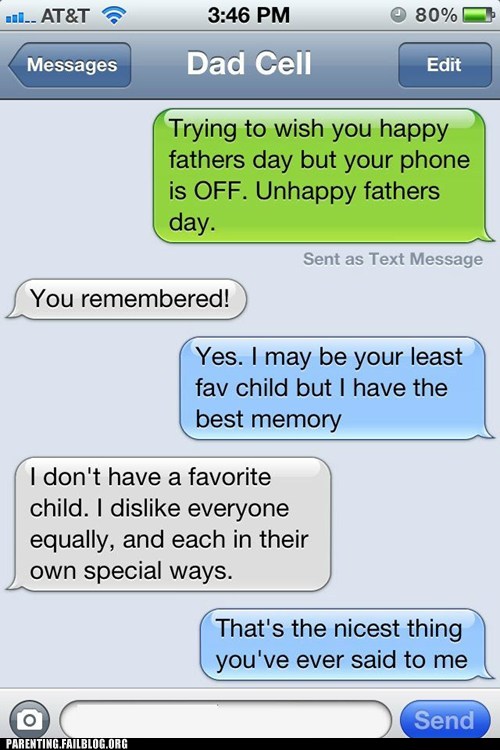 AT&T 3:46 PM 80%
Messages Dad Cell Edit
Trying to wish you happy
fathers day but your phone
is OFF. Unhappy fathers
day.
Sent as Text Message
You remembered!
Yes. I may be your least
fav child but I have the
best memory
I don't have a favorite
child. I dislike everyone
equally, and each in their
own special ways.
That's the nicest thing
you've ever said to me
Send
PARENTING.FAILBLOG.ORG